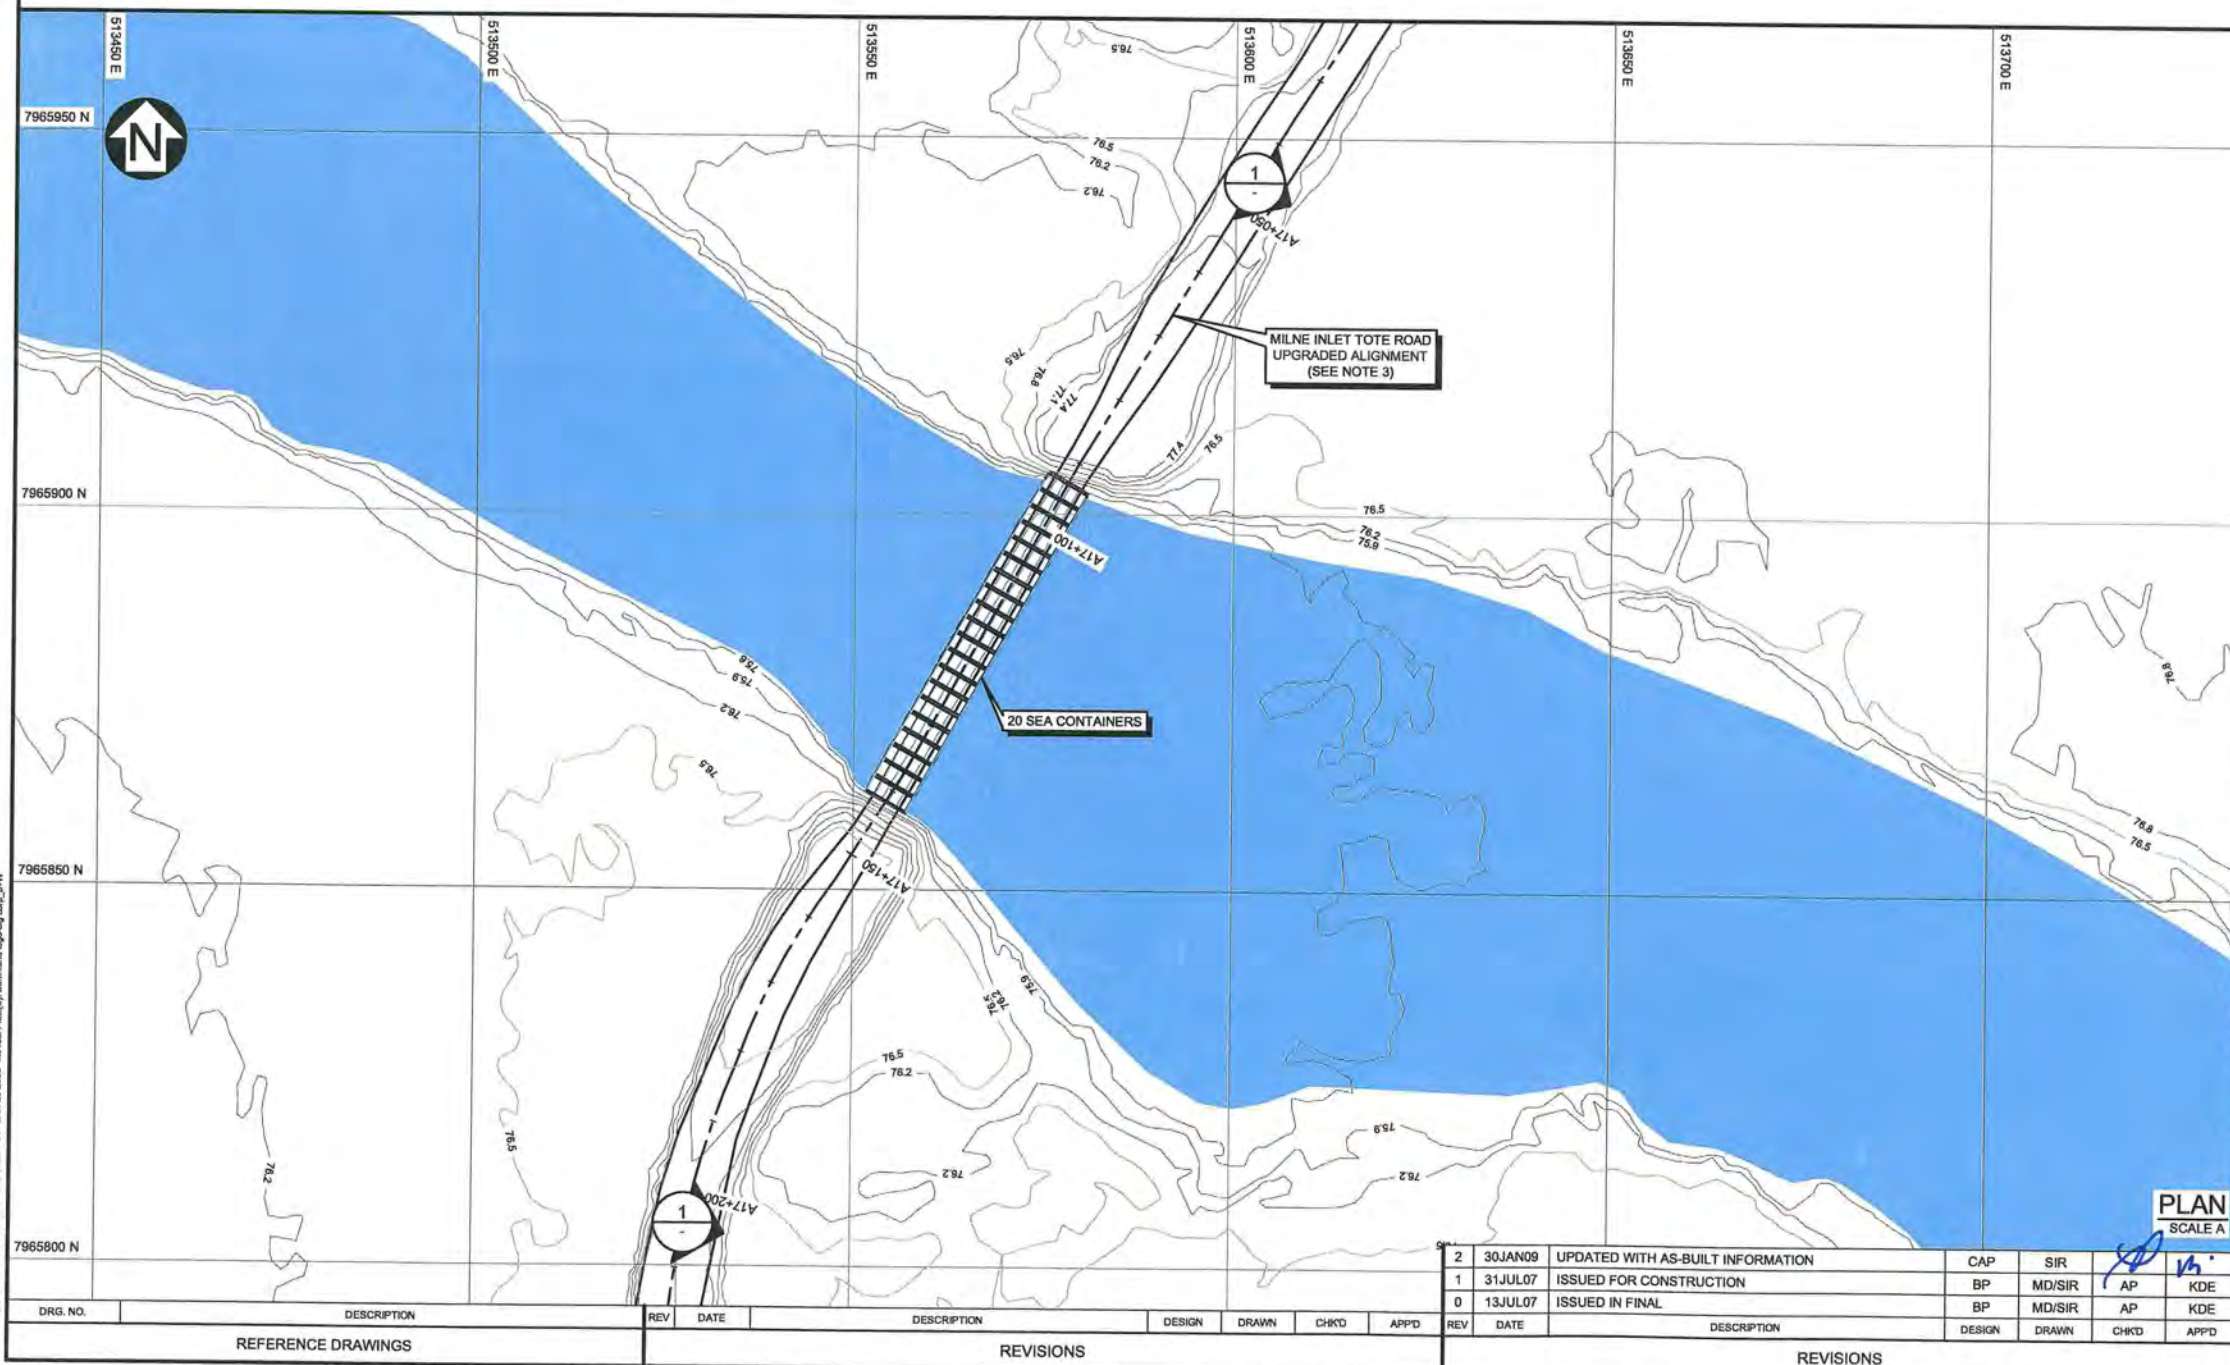 513450 E
513500 E
513550 E
513600 E
513650 E
513700 E
7965950 N
N
76.5
76.5
76.2
76.2
1
-
A17+050
MILNE INLET TOTE ROAD
UPGRADED ALIGNMENT
(SEE NOTE 3)
76.5
76.8
77.1
77.4
77.4
76.5
7965900 N
76.5
76.2
75.9
A17+100
75.6
75.9
76.2
76.8
20 SEA CONTAINERS
76.5
76.8
76.5
7965850 N
A17+150
75.9
76.2
76.5
76.5
76.2
76.5
75.9
76.2
76.2
76.2
A17+200
1
-
PLAN
SCALE A
7965800 N
2 30JAN09 UPDATED WITH AS-BUILT INFORMATION CAP SIR
1 31JUL07 ISSUED FOR CONSTRUCTION BP MD/SIR AP KDE
0 13JUL07 ISSUED IN FINAL BP MD/SIR AP KDE
DRG. NO. DESCRIPTION REV DATE DESCRIPTION DESIGN DRAWN CHK'D APP'D REV DATE DESCRIPTION DESIGN DRAWN CHK'D APP'D
REFERENCE DRAWINGS REVISIONS REVISIONS